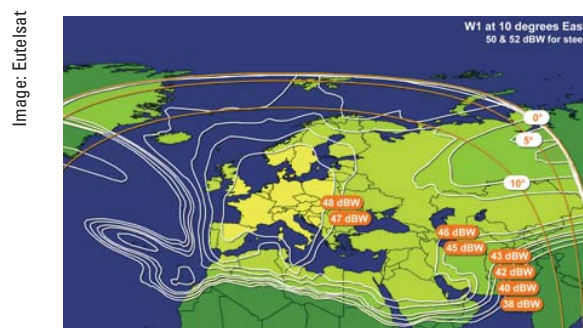 Image: Eutelsat
W1 at 10 degrees Eas
50 & 52 dBW for stee
0°
5°
10°
48 dBW
47 dBW
46 dBW
45 dBW
43 dBW
42 dBW
40 dBW
38 dBW